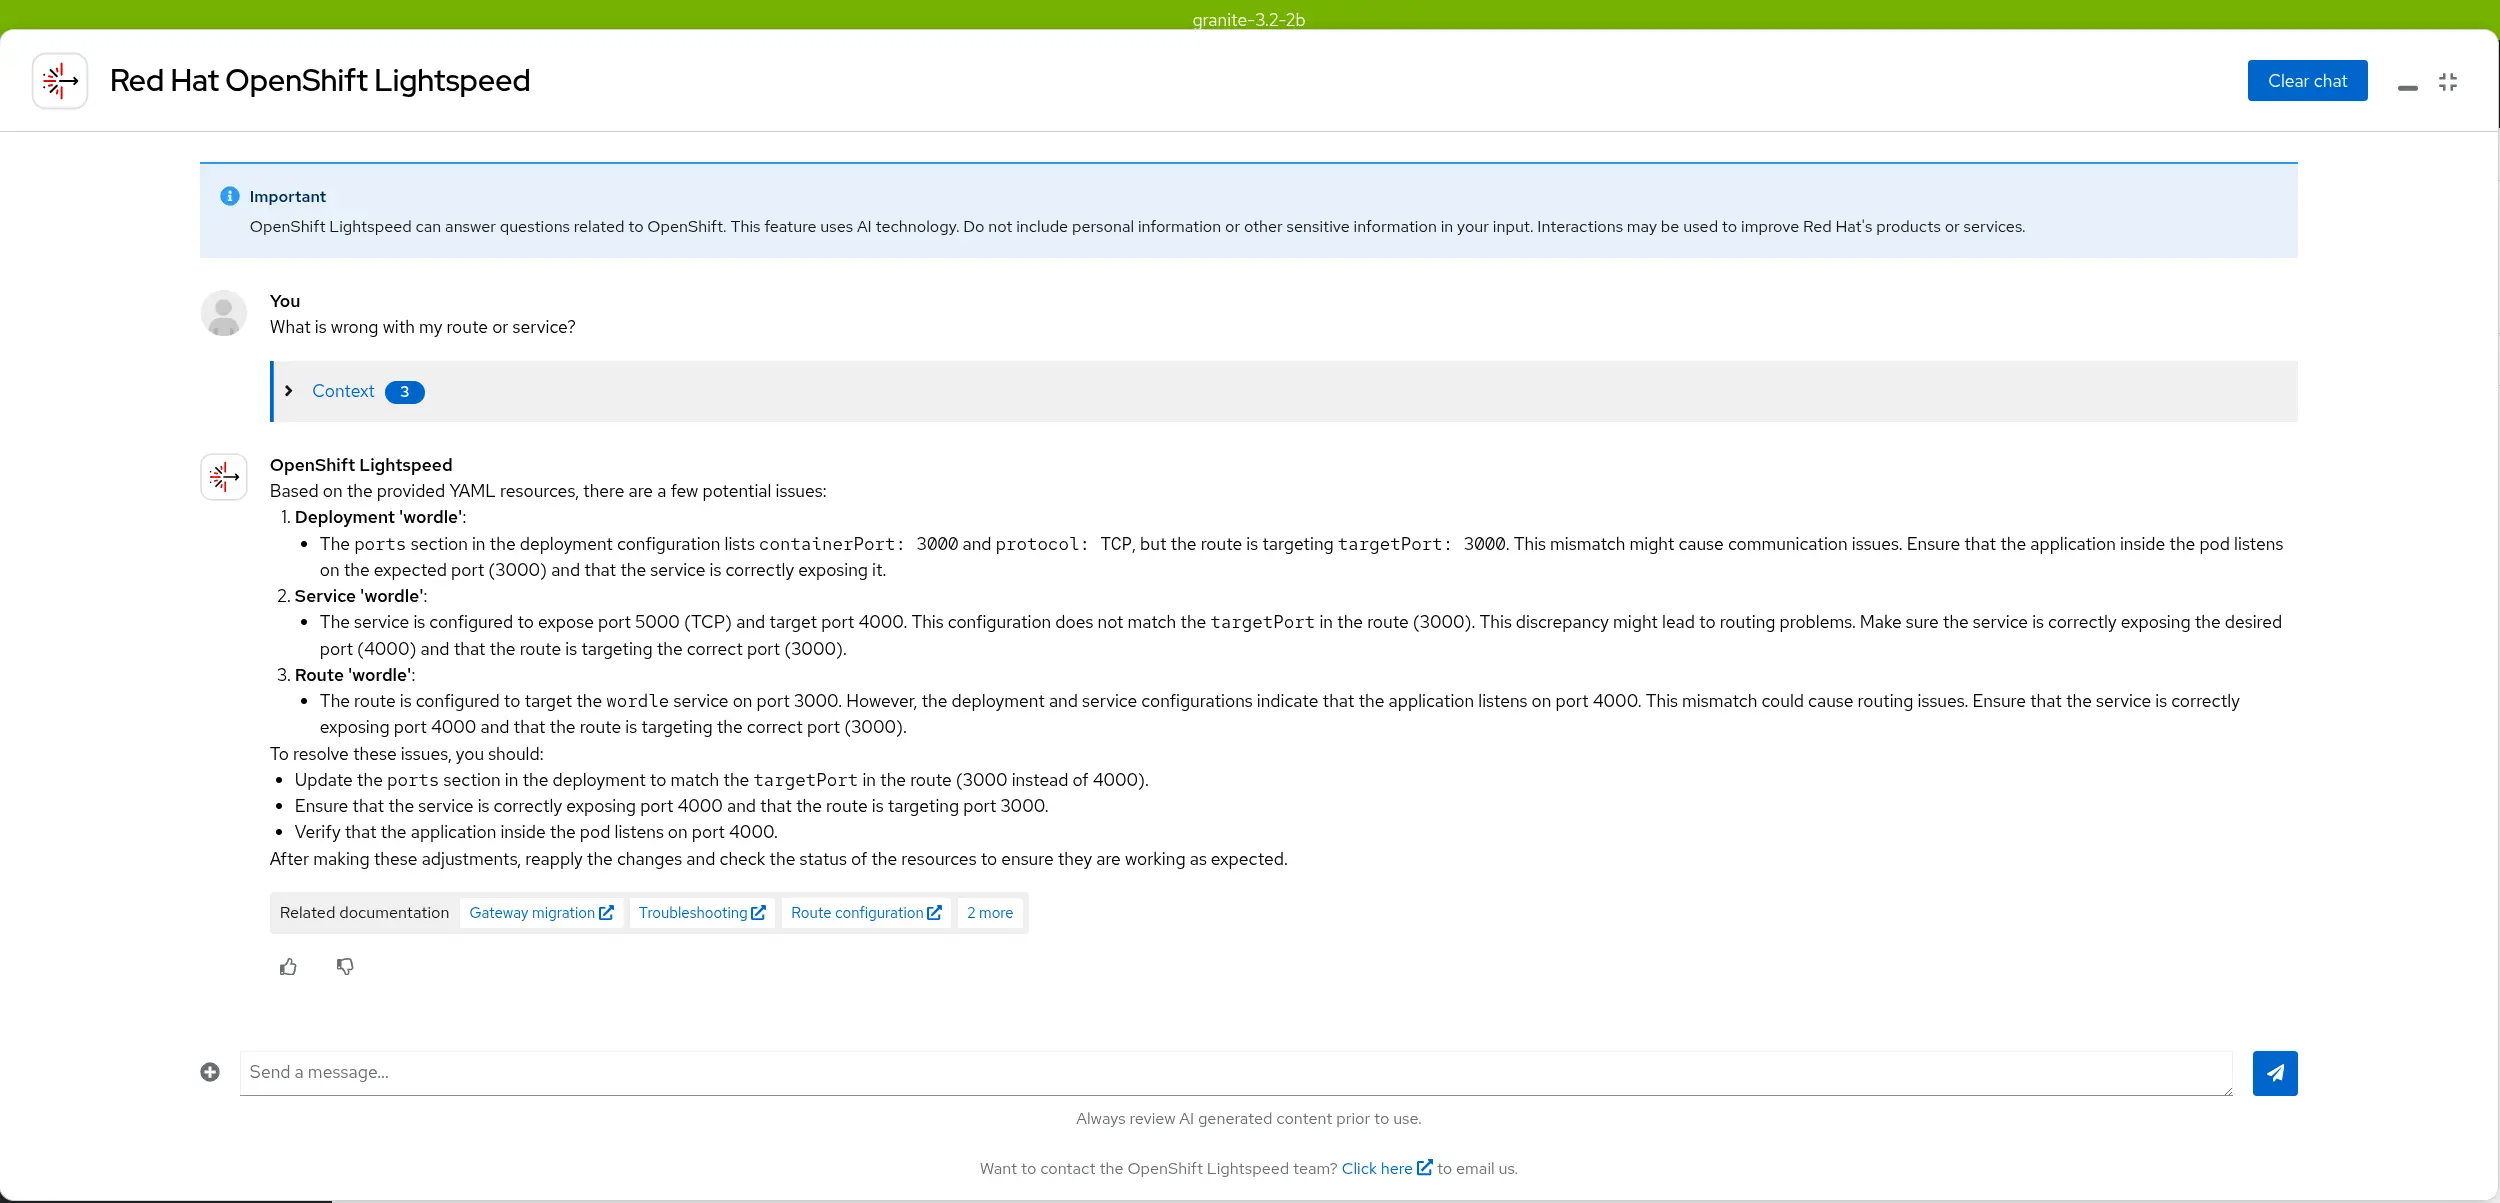 granite-3.2-2b
Red Hat OpenShift Lightspeed
Clear chat
Important
OpenShift Lightspeed can answer questions related to OpenShift. This feature uses AI technology. Do not include personal information or other sensitive information in your input. Interactions may be used to improve Red Hat's products or services.
You
What is wrong with my route or service?
Context 3
OpenShift Lightspeed
Based on the provided YAML resources, there are a few potential issues:
1. Deployment 'wordle':
• The ports section in the deployment configuration lists containerPort: 3000 and protocol: TCP, but the route is targeting targetPort: 3000. This mismatch might cause communication issues. Ensure that the application inside the pod listens
on the expected port (3000) and that the service is correctly exposing it.
2. Service 'wordle':
• The service is configured to expose port 5000 (TCP) and target port 4000. This configuration does not match the targetPort in the route (3000). This discrepancy might lead to routing problems. Make sure the service is correctly exposing the desired
port (4000) and that the route is targeting the correct port (3000).
3. Route 'wordle':
• The route is configured to target the wordle service on port 3000. However, the deployment and service configurations indicate that the application listens on port 4000. This mismatch could cause routing issues. Ensure that the service is correctly
exposing port 4000 and that the route is targeting the correct port (3000).
To resolve these issues, you should:
• Update the ports section in the deployment to match the targetPort in the route (3000 instead of 4000).
• Ensure that the service is correctly exposing port 4000 and that the route is targeting port 3000.
• Verify that the application inside the pod listens on port 4000.
After making these adjustments, reapply the changes and check the status of the resources to ensure they are working as expected.
Related documentation Gateway migration Troubleshooting Route configuration 2 more
Send a message...
Always review AI generated content prior to use.
Want to contact the OpenShift Lightspeed team? Click here to email us.